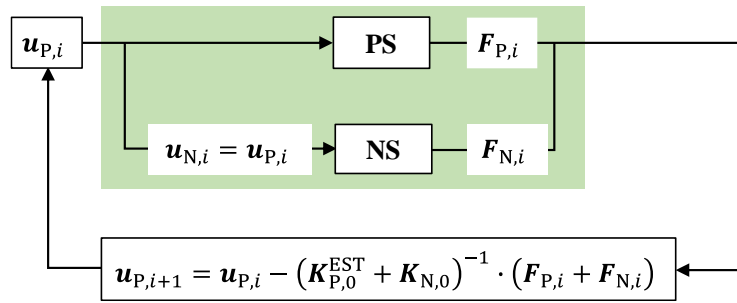 𝒖_{P,𝑖}
PS
𝑭_{P,𝑖}
𝒖_{N,𝑖} = 𝒖_{P,𝑖}
NS
𝑭_{N,𝑖}
𝒖_{P,𝑖+1} = 𝒖_{P,𝑖} − (𝑲_{P,0}^{EST} + 𝑲_{N,0})^{−1} · (𝑭_{P,𝑖} + 𝑭_{N,𝑖})